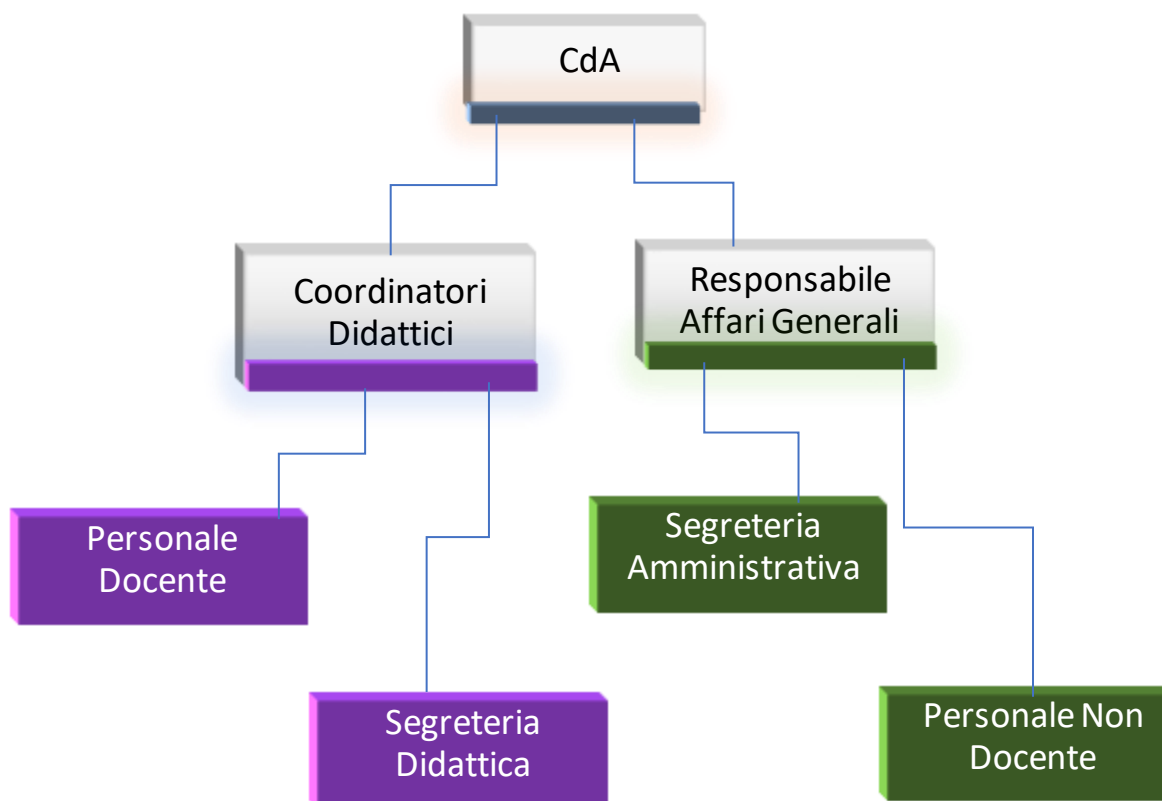 CdA
Coordinatori
Didattici
Responsabile
Affari Generali
Personale
Docente
Segreteria
Amministrativa
Segreteria
Didattica
Personale Non
Docente